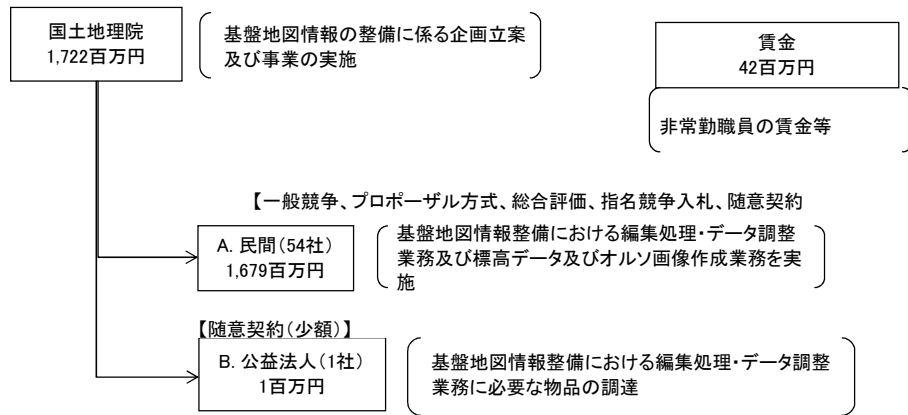 国土地理院
1,722百万円
基盤地図情報の整備に係る企画立案
及び事業の実施
賃金
42百万円
非常勤職員の賃金等
【一般競争、プロポーザル方式、総合評価、指名競争入札、随意契約
A. 民間(54社)
1,679百万円
基盤地図情報整備における編集処理・データ調整
業務及び標高データ及びオルソ画像作成業務を実
施
【随意契約(少額)】
B. 公益法人(1社)
1百万円
基盤地図情報整備における編集処理・データ調整
業務に必要な物品の調達